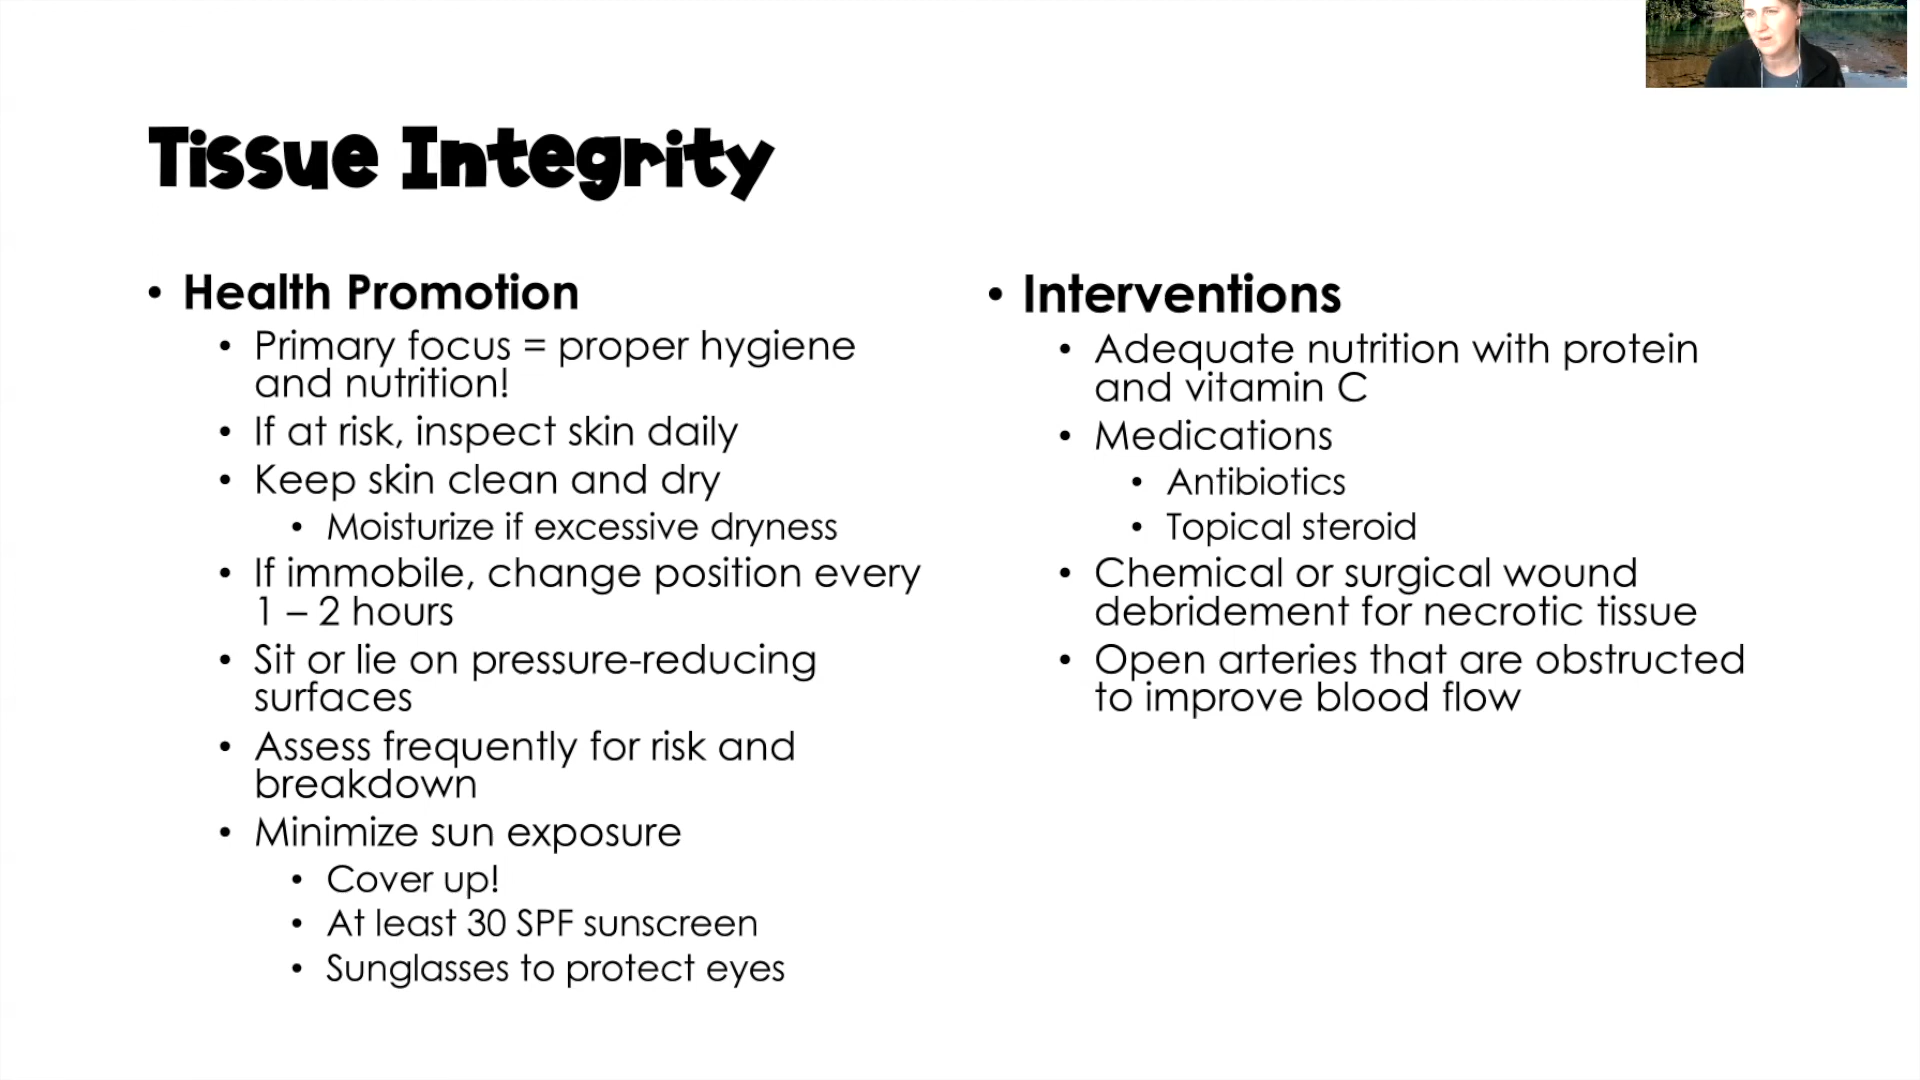 Tissue Integrity
• Health Promotion
• Primary focus = proper hygiene
and nutrition!
• If at risk, inspect skin daily
• Keep skin clean and dry
• Moisturize if excessive dryness
• If immobile, change position every
1 – 2 hours
• Sit or lie on pressure-reducing
surfaces
• Assess frequently for risk and
breakdown
• Minimize sun exposure
• Cover up!
• At least 30 SPF sunscreen
• Sunglasses to protect eyes
• Interventions
• Adequate nutrition with protein
and vitamin C
• Medications
• Antibiotics
• Topical steroid
• Chemical or surgical wound
debridement for necrotic tissue
• Open arteries that are obstructed
to improve blood flow